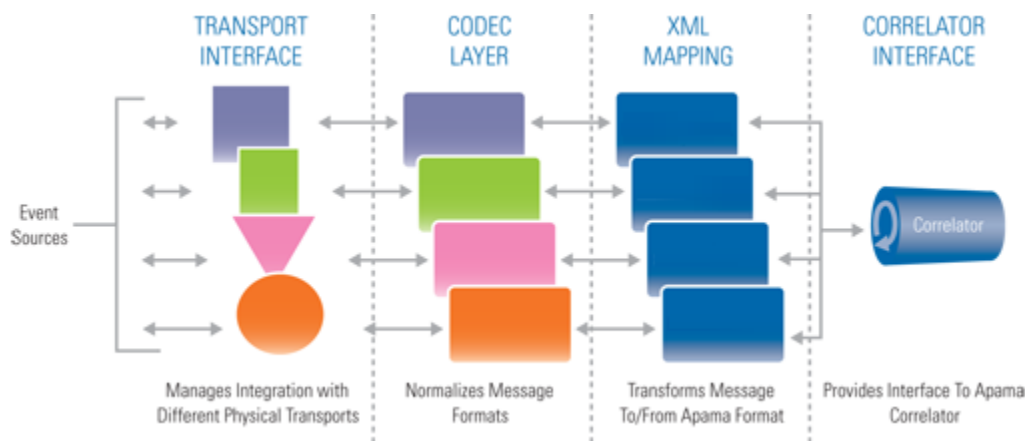 TRANSPORT
INTERFACE
CODEC
LAYER
XML
MAPPING
CORRELATOR
INTERFACE
Event
Sources
Correlator
Manages Integration with
Different Physical Transports
Normalizes Message
Formats
Transforms Message
To/From Apama Format
Provides Interface To Apama
Correlator